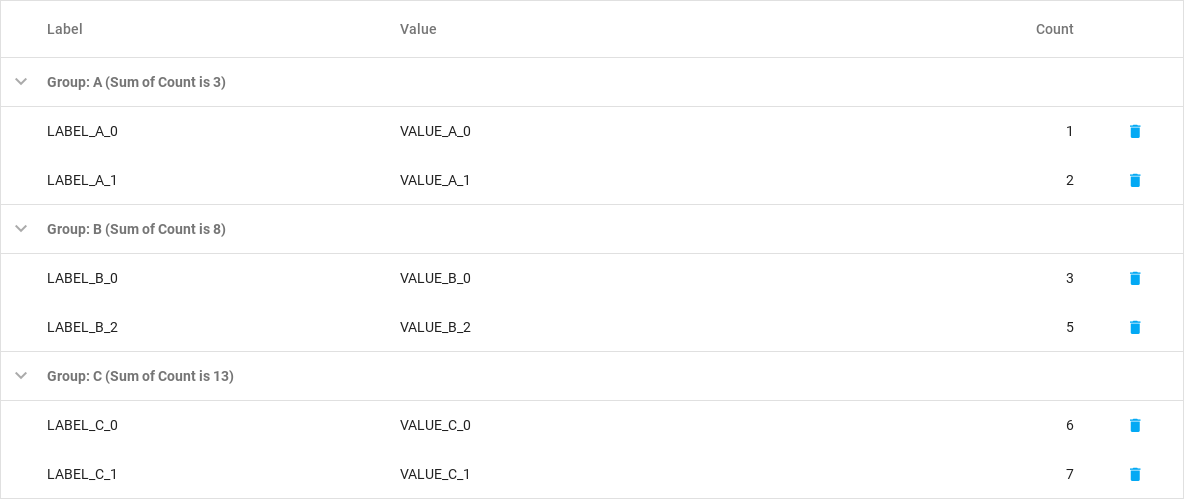 Label Value Count
Group: A (Sum of Count is 3)
LABEL_A_0 VALUE_A_0 1
LABEL_A_1 VALUE_A_1 2
Group: B (Sum of Count is 8)
LABEL_B_0 VALUE_B_0 3
LABEL_B_2 VALUE_B_2 5
Group: C (Sum of Count is 13)
LABEL_C_0 VALUE_C_0 6
LABEL_C_1 VALUE_C_1 7